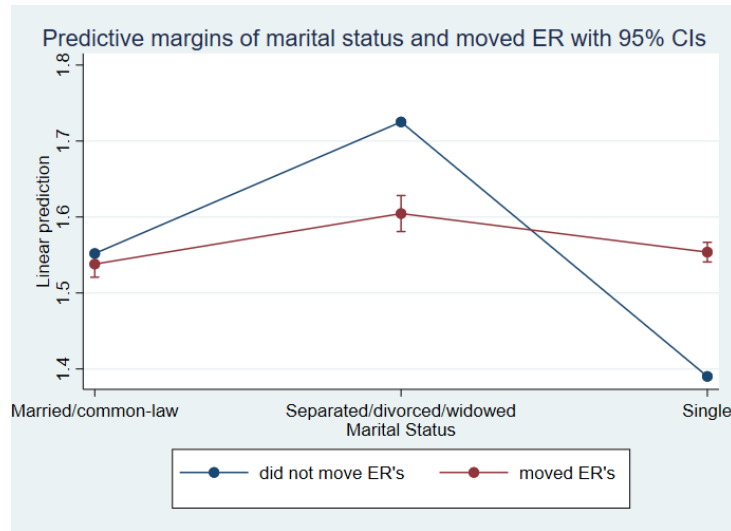 Predictive margins of marital status and moved ER with 95% CIs
1.8
1.7
1.6
1.5
1.4
Linear prediction
Married/common-law
Separated/divorced/widowed
Single
Marital Status
did not move ER's
moved ER's